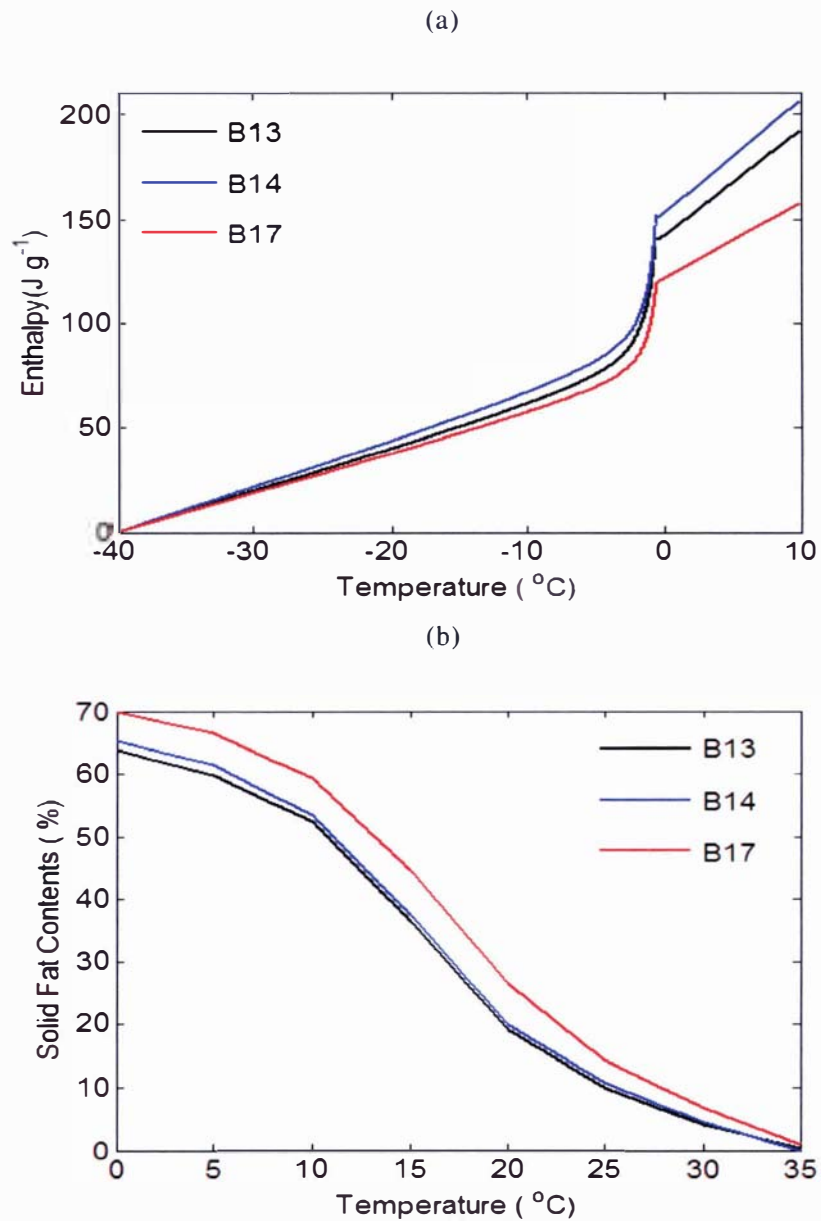 (a)
200
150
100
50
0
Enthalpy (J g-1)
B13
B14
B17
-40 -30 -20 -10 0 10
Temperature ( oC)
(b)
70
60
50
40
30
20
10
0
Solid Fat Contents ( %)
B13
B14
B17
0 5 10 15 20 25 30 35
Temperature ( oC)